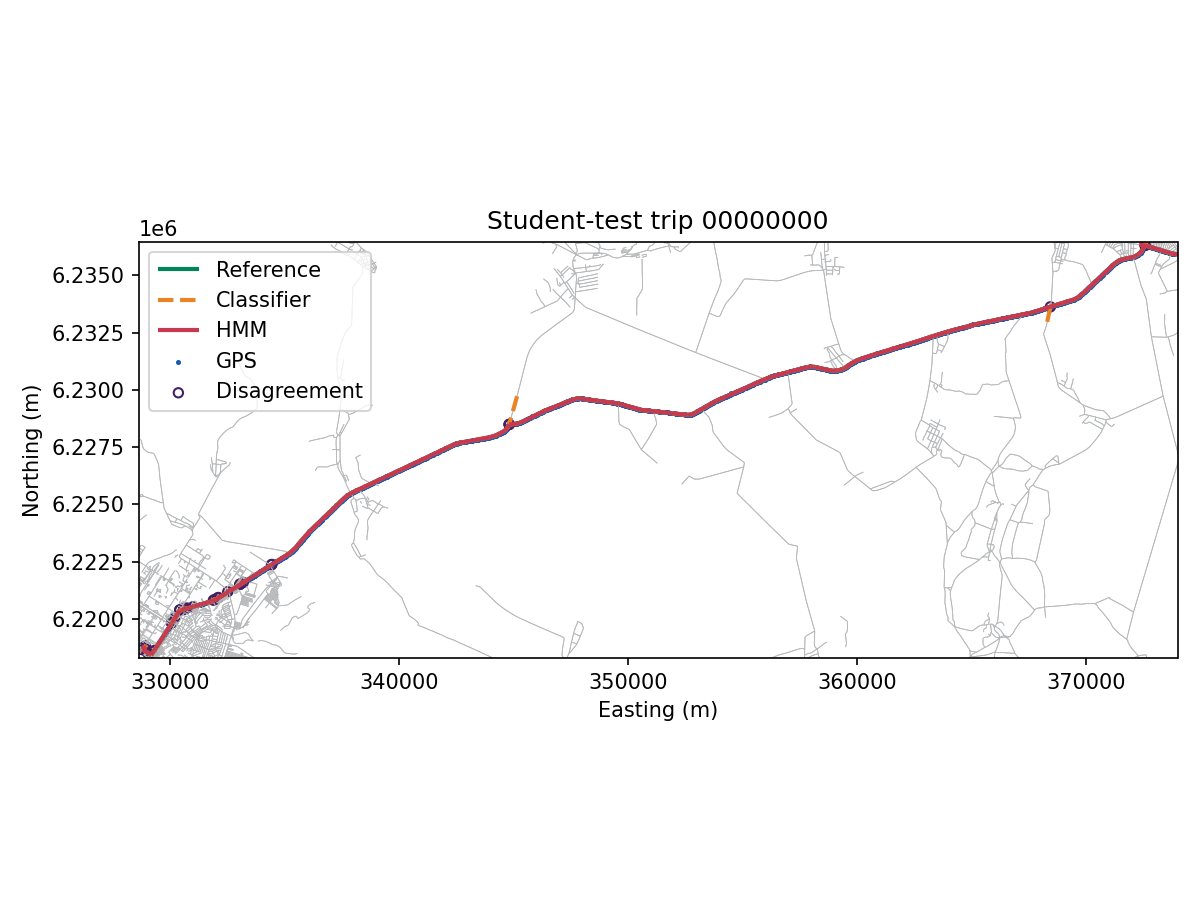 Student-test trip 00000000
1e6
Reference
Classifier
HMM
GPS
Disagreement
6.2350
6.2325
6.2300
6.2275
6.2250
6.2225
6.2200
Northing (m)
330000 340000 350000 360000 370000
Easting (m)